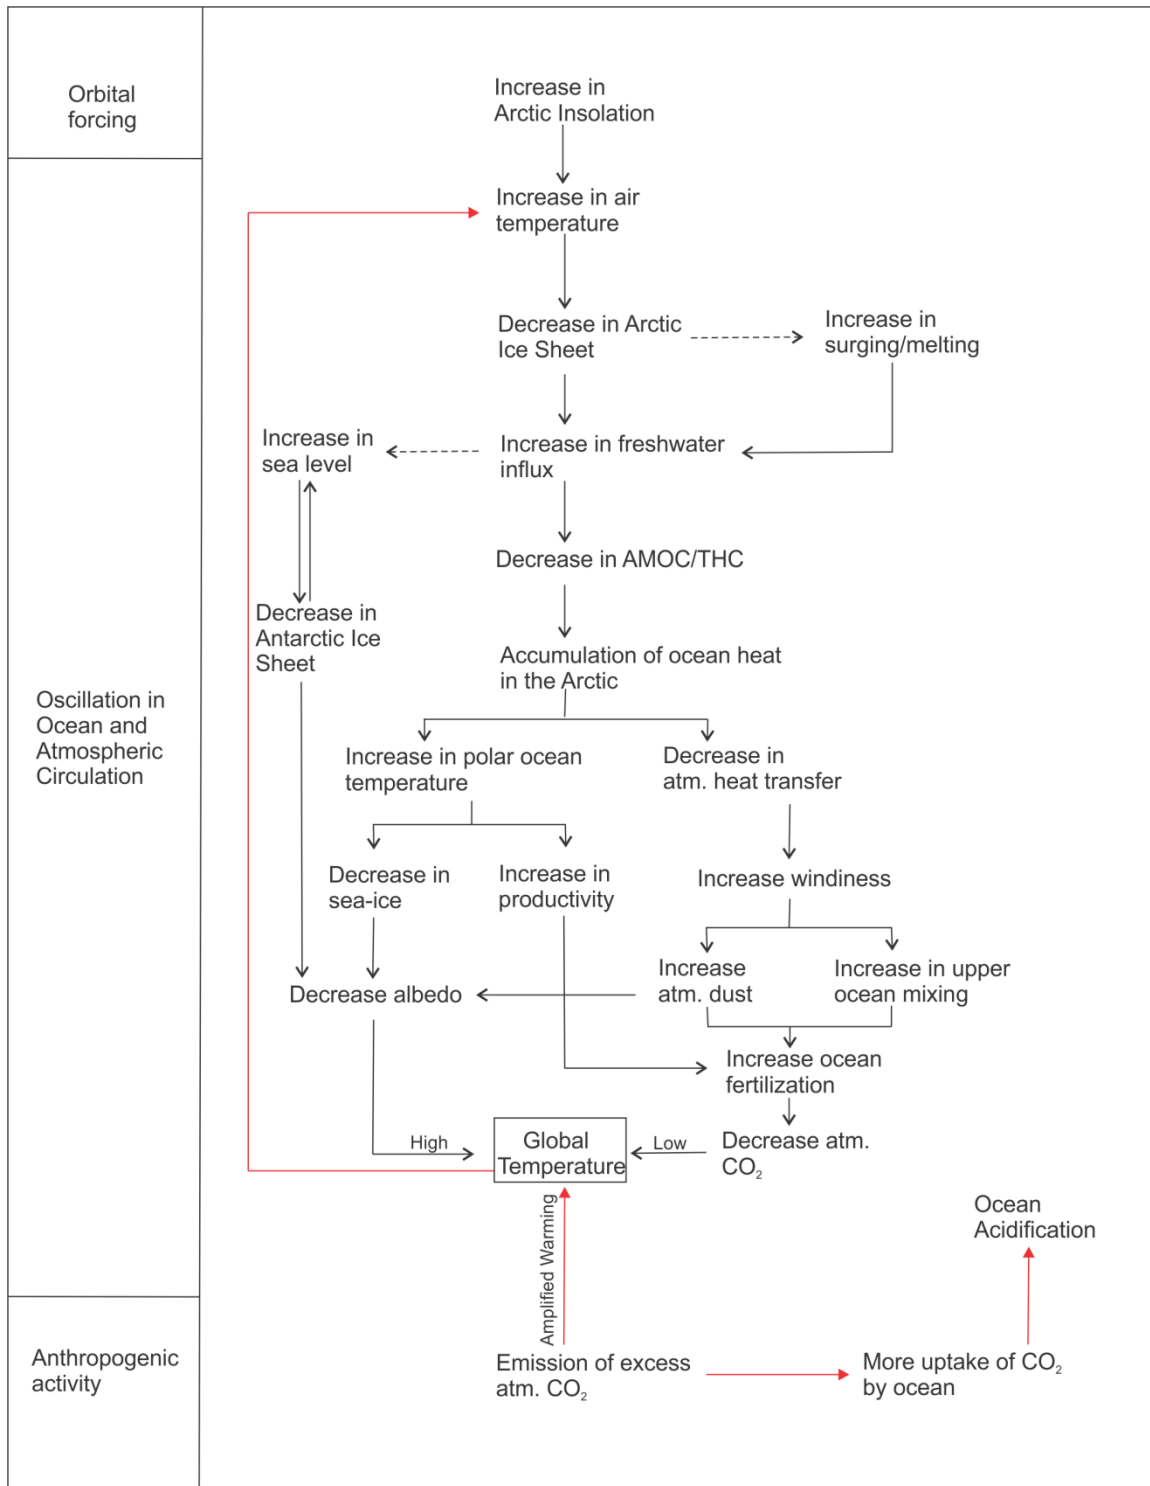 Orbital
forcing
Increase in
Arctic Insolation
Increase in air
temperature
Decrease in Arctic
Ice Sheet
Increase in
surging/melting
Increase in
sea level
Increase in freshwater
influx
Decrease in AMOC/THC
Decrease in
Antarctic Ice
Sheet
Accumulation of ocean heat
in the Arctic
Oscillation in
Ocean and
Atmospheric
Circulation
Increase in polar ocean
temperature
Decrease in
atm. heat transfer
Decrease in
sea-ice
Increase in
productivity
Increase windiness
Decrease albedo
Increase
atm. dust
Increase in upper
ocean mixing
Increase ocean
fertilization
High
Global
Temperature
Low
Decrease atm.
CO₂
Amplified Warming
Ocean
Acidification
Anthropogenic
activity
Emission of excess
atm. CO₂
More uptake of CO₂
by ocean